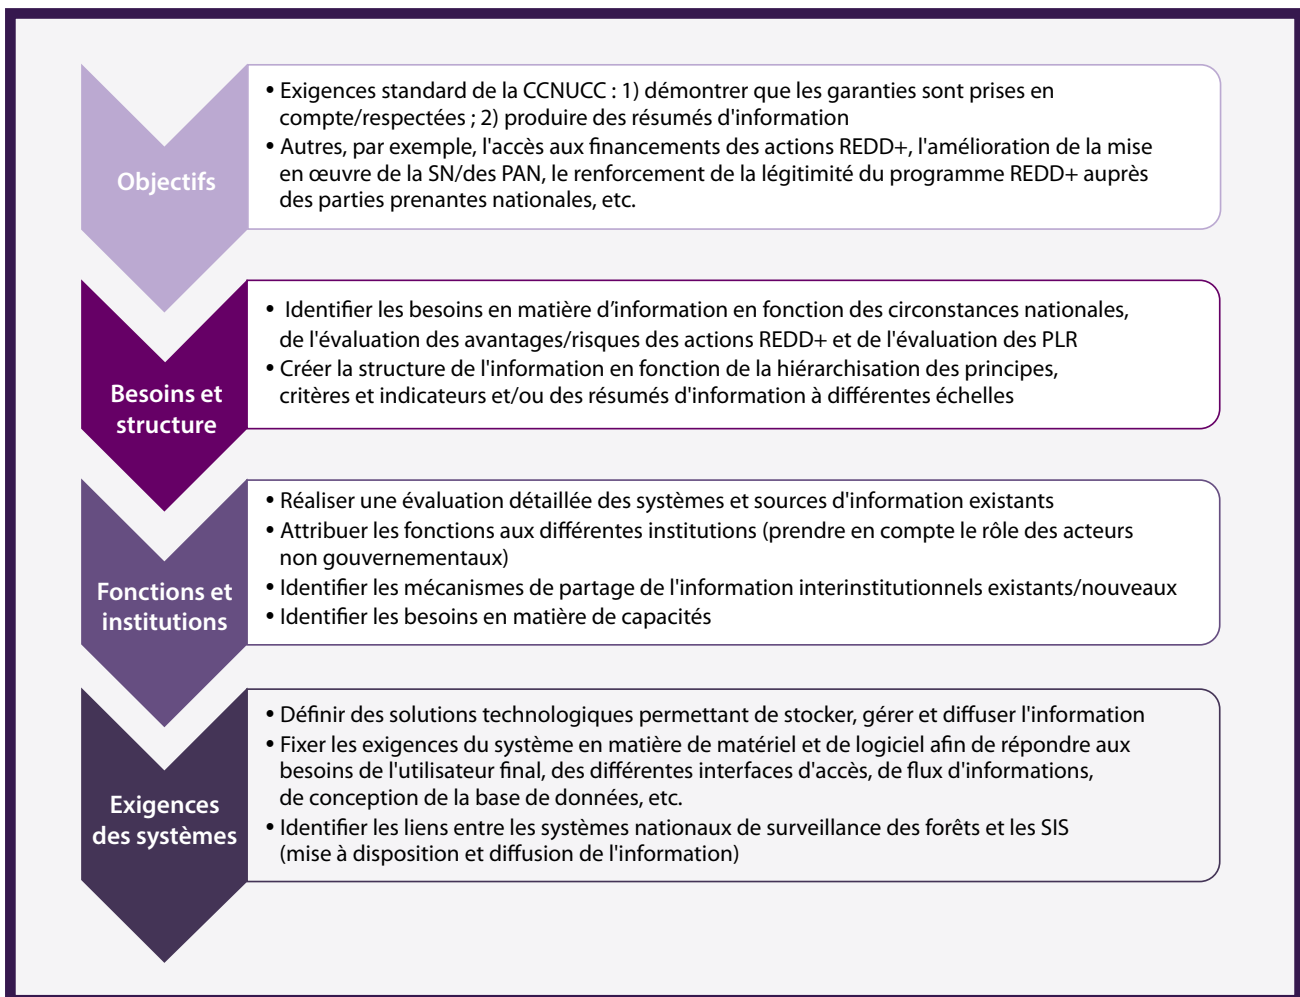 Objectifs
• Exigences standard de la CCNUCC : 1) démontrer que les garanties sont prises en
compte/respectées ; 2) produire des résumés d'information
• Autres, par exemple, l'accès aux financements des actions REDD+, l'amélioration de la mise
en œuvre de la SN/des PAN, le renforcement de la légitimité du programme REDD+ auprès
des parties prenantes nationales, etc.
Besoins et
structure
• Identifier les besoins en matière d’information en fonction des circonstances nationales,
de l'évaluation des avantages/risques des actions REDD+ et de l'évaluation des PLR
• Créer la structure de l'information en fonction de la hiérarchisation des principes,
critères et indicateurs et/ou des résumés d'information à différentes échelles
Fonctions et
institutions
• Réaliser une évaluation détaillée des systèmes et sources d'information existants
• Attribuer les fonctions aux différentes institutions (prendre en compte le rôle des acteurs
non gouvernementaux)
• Identifier les mécanismes de partage de l'information interinstitutionnels existants/nouveaux
• Identifier les besoins en matière de capacités
Exigences
des systèmes
• Définir des solutions technologiques permettant de stocker, gérer et diffuser l'information
• Fixer les exigences du système en matière de matériel et de logiciel afin de répondre aux
besoins de l'utilisateur final, des différentes interfaces d'accès, de flux d'informations,
de conception de la base de données, etc.
• Identifier les liens entre les systèmes nationaux de surveillance des forêts et les SIS
(mise à disposition et diffusion de l'information)